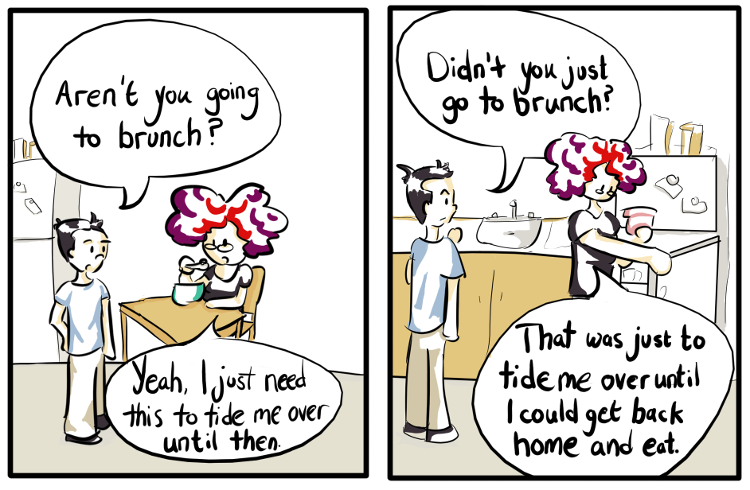 Aren't you going
to brunch?
Yeah, I just need
this to tide me over
until then.
Didn't you just
go to brunch?
That was just to
tide me over until
I could get back
home and eat.